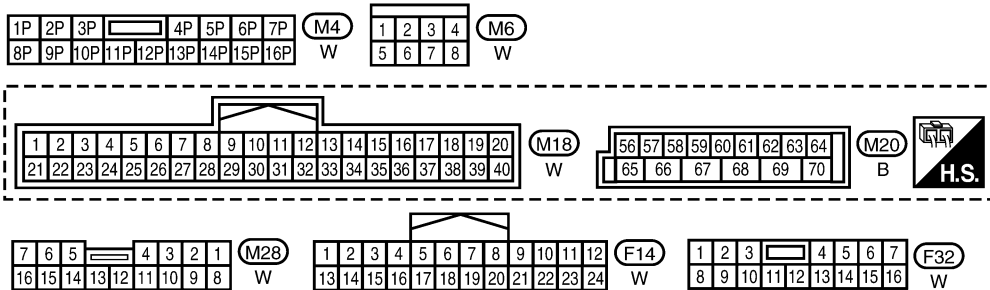 1P 2P 3P 4P 5P 6P 7P M4
8P 9P 10P 11P 12P 13P 14P 15P 16P W
1 2 3 4 M6
5 6 7 8 W
1 2 3 4 5 6 7 8 9 10 11 12 13 14 15 16 17 18 19 20 M18
21 22 23 24 25 26 27 28 29 30 31 32 33 34 35 36 37 38 39 40 W
56 57 58 59 60 61 62 63 64 M20
65 66 67 68 69 70 B
H.S.
7 6 5 4 3 2 1 M28
16 15 14 13 12 11 10 9 8 W
1 2 3 4 5 6 7 8 9 10 11 12 F14
13 14 15 16 17 18 19 20 21 22 23 24 W
1 2 3 4 5 6 7 F32
8 9 10 11 12 13 14 15 16 W